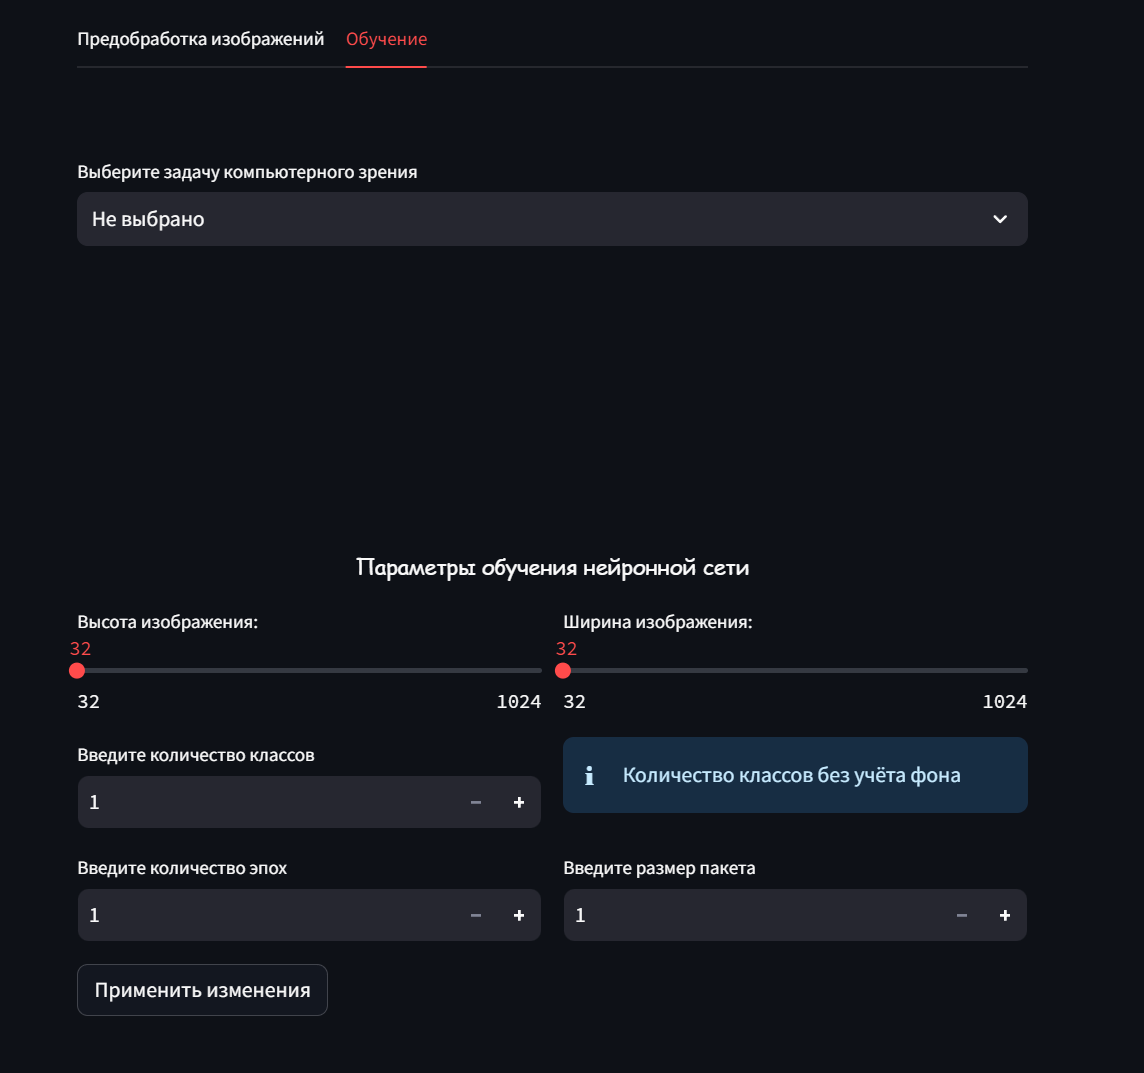 Предобработка изображений Обучение
Выберите задачу компьютерного зрения
Не выбрано
Параметры обучения нейронной сети
Высота изображения: Ширина изображения:
32 32
32 1024 32 1024
Введите количество классов
1 − +
Количество классов без учёта фона
Введите количество эпох Введите размер пакета
1 − + 1 − +
Применить изменения